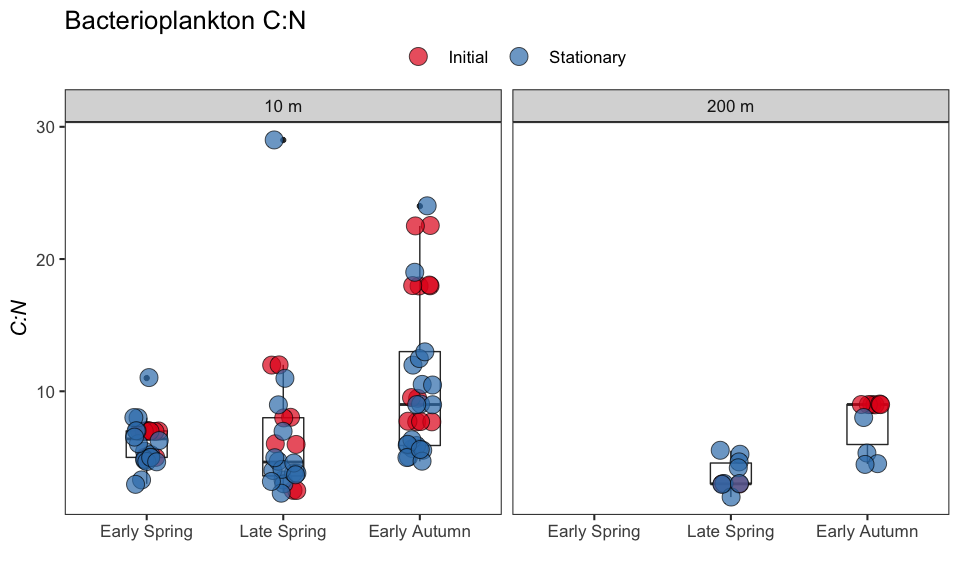 Bacterioplankton C:N
Initial Stationary
10 m
200 m
30
20
10
C:N
Early Spring Late Spring Early Autumn
Early Spring Late Spring Early Autumn